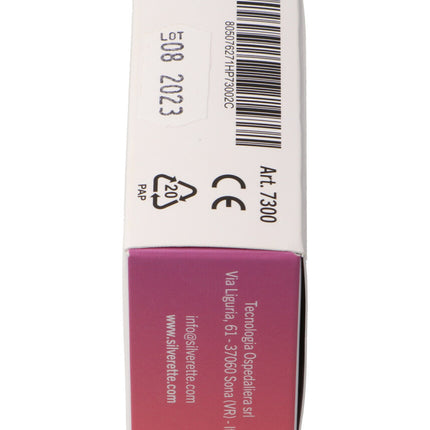 LOT
08 2023
805076271HP73002C
Art. 7300
CE
20
PAP
Tecnologia Ospedaliera srl
Via Liguria, 61 - 37060 Sona (VR) -
info@silverette.com
www.silverette.com